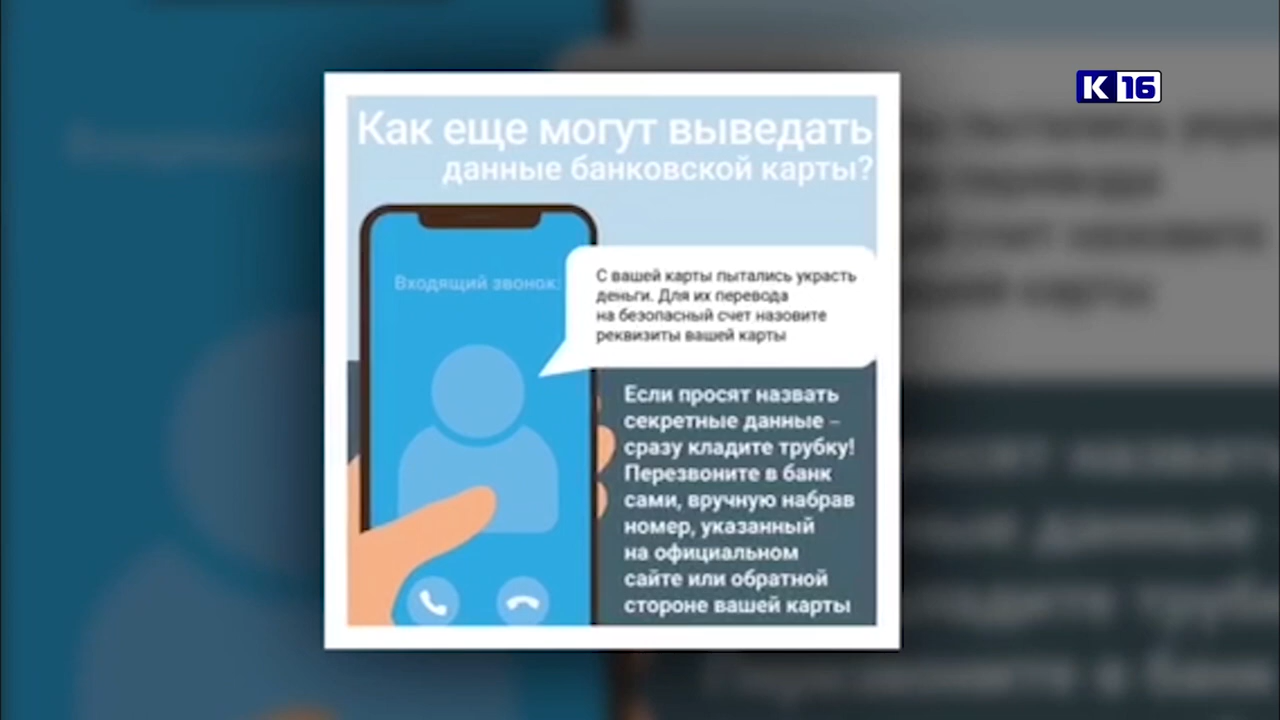 К 16
Как еще могут выведать
данные банковской карты?
Входящий звонок:
С вашей карты пытались украсть
деньги. Для их перевода
на безопасный счет назовите
реквизиты вашей карты
Если просят назвать
секретные данные –
сразу кладите трубку!
Перезвоните в банк
сами, вручную набрав
номер, указанный
на официальном
сайте или обратной
стороне вашей карты